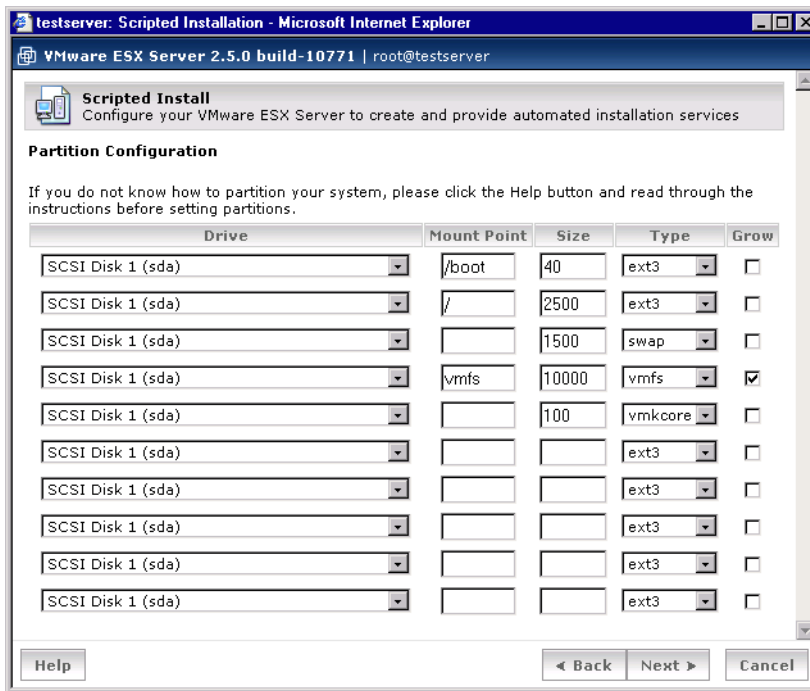 testserver: Scripted Installation - Microsoft Internet Explorer
VMware ESX Server 2.5.0 build-10771 | root@testserver
Scripted Install
Configure your VMware ESX Server to create and provide automated installation services
Partition Configuration
If you do not know how to partition your system, please click the Help button and read through the
instructions before setting partitions.
Drive Mount Point Size Type Grow
SCSI Disk 1 (sda) /boot 40 ext3
SCSI Disk 1 (sda) / 2500 ext3
SCSI Disk 1 (sda) 1500 swap
SCSI Disk 1 (sda) vmfs 10000 vmfs
SCSI Disk 1 (sda) 100 vmkcore
SCSI Disk 1 (sda) ext3
SCSI Disk 1 (sda) ext3
SCSI Disk 1 (sda) ext3
SCSI Disk 1 (sda) ext3
SCSI Disk 1 (sda) ext3
Help Back Next Cancel